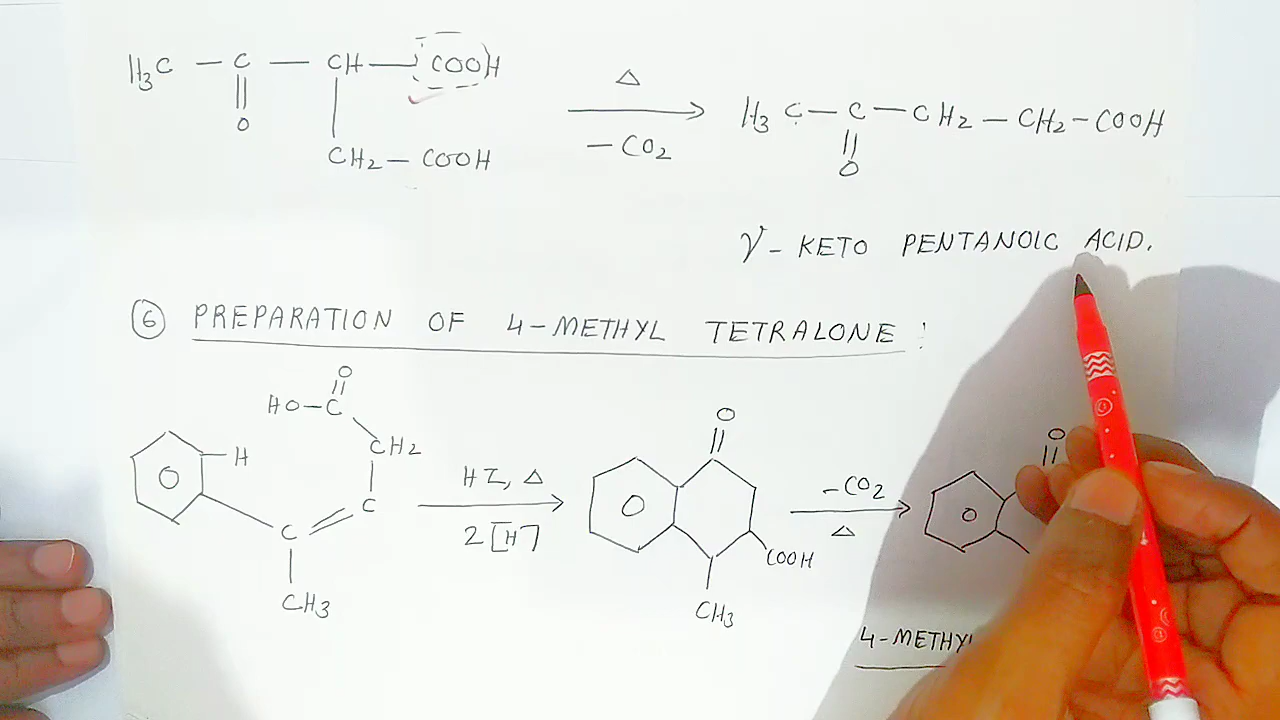 H3C — C — CH — COOH
||
O
CH2 — COOH
△
— CO2
H3 C — C — CH2 — CH2 — COOH
||
O
γ - KETO PENTANOIC ACID.
⑥ PREPARATION OF 4-METHYL TETRALONE :
O
||
HO — C
CH2
H
C
C
CH3
HI, △
2 [H]
O
||
O
COOH
CH3
— CO2
△
O
||
O
4-METHYL